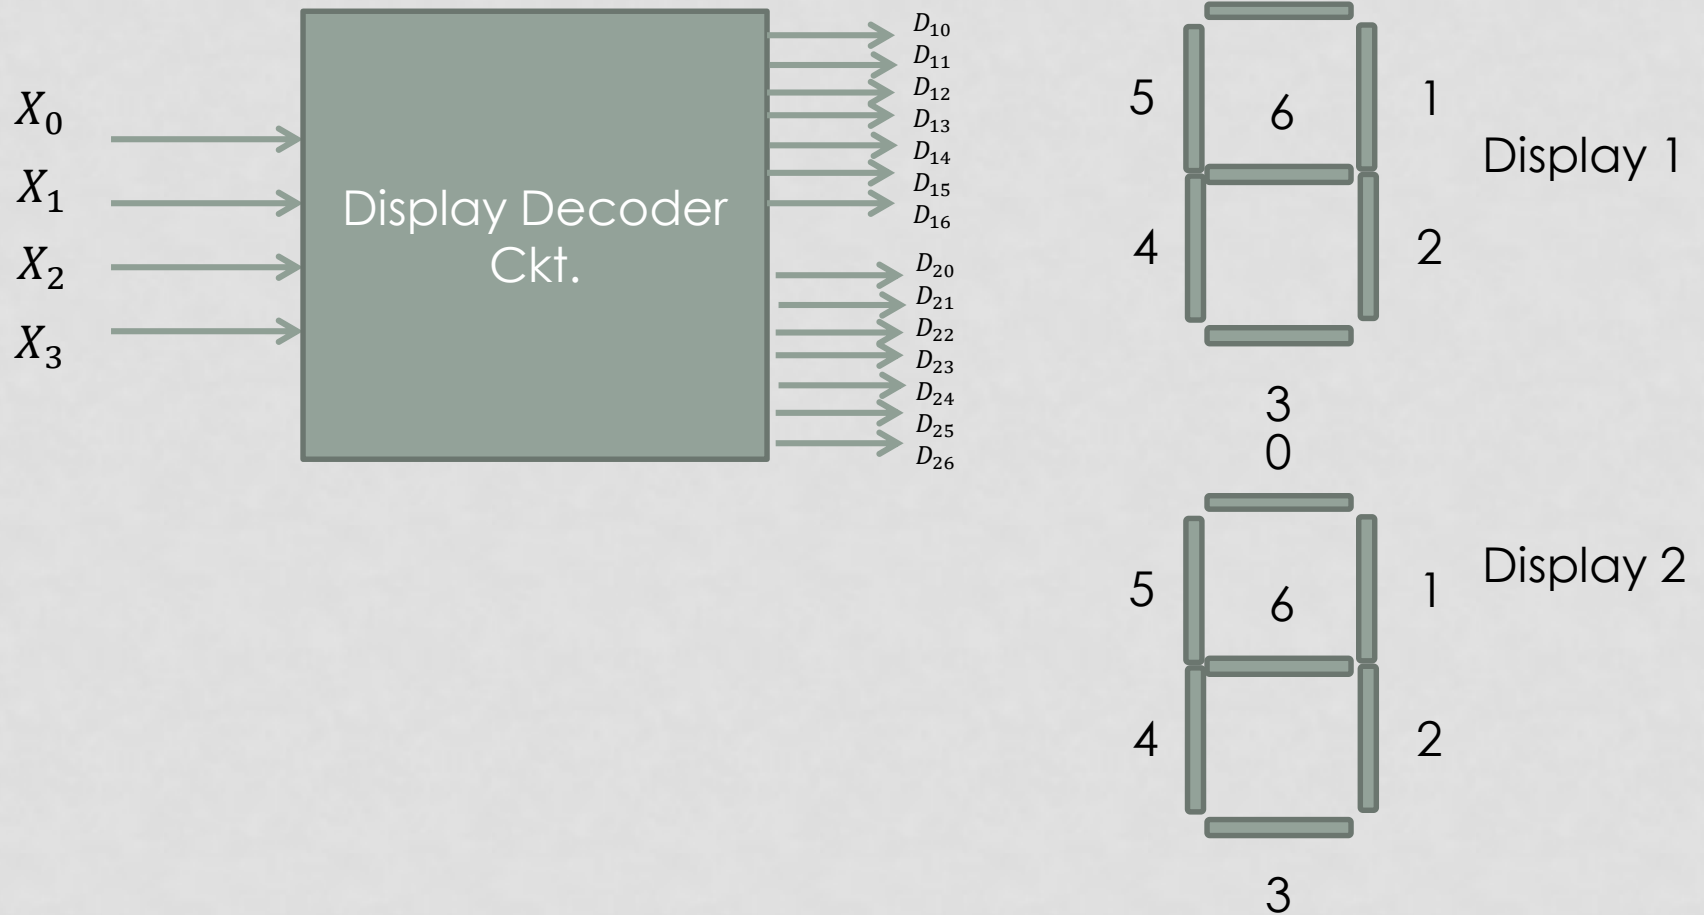 X₀
X₁
X₂
X₃
Display Decoder
Ckt.
D₁₀
D₁₁
D₁₂
D₁₃
D₁₄
D₁₅
D₁₆
D₂₀
D₂₁
D₂₂
D₂₃
D₂₄
D₂₅
D₂₆
5 6 1
Display 1
4 2
3
0
5 6 1
Display 2
4 2
3